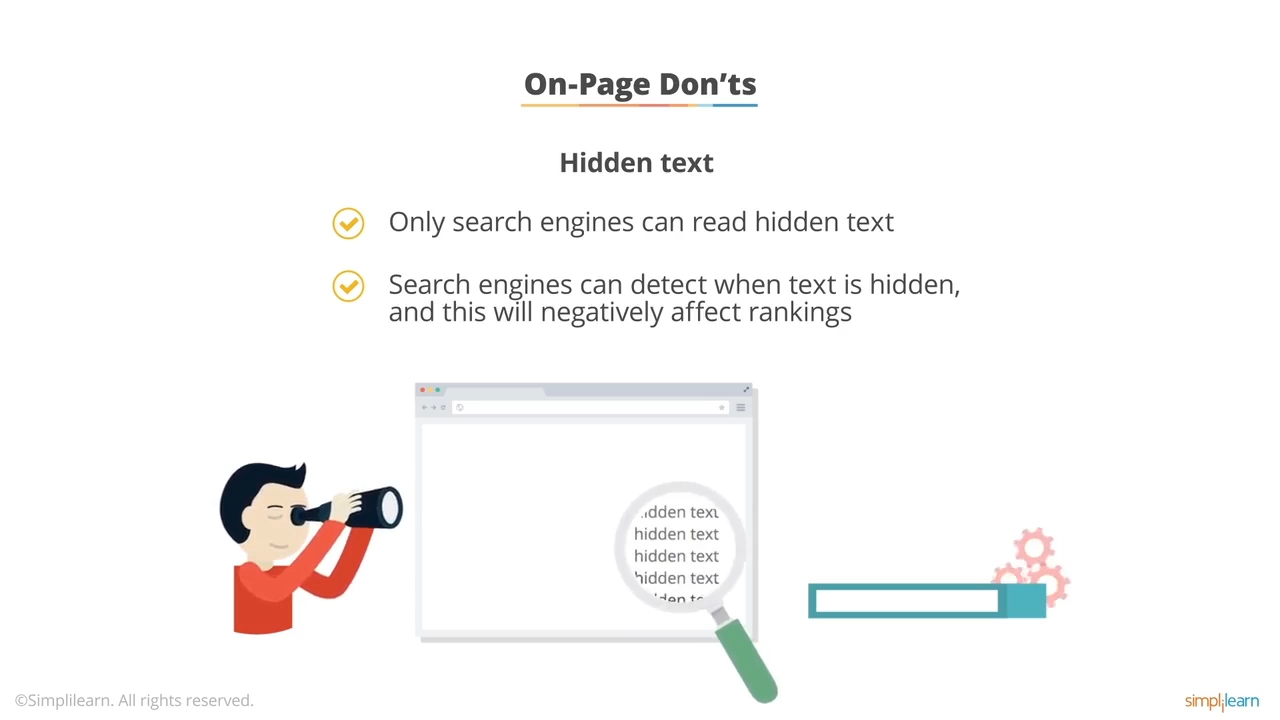 On-Page Don’ts
Hidden text
Only search engines can read hidden text
Search engines can detect when text is hidden,
and this will negatively affect rankings
hidden text
hidden text
hidden text
hidden text
©Simplilearn. All rights reserved.
simplilearn